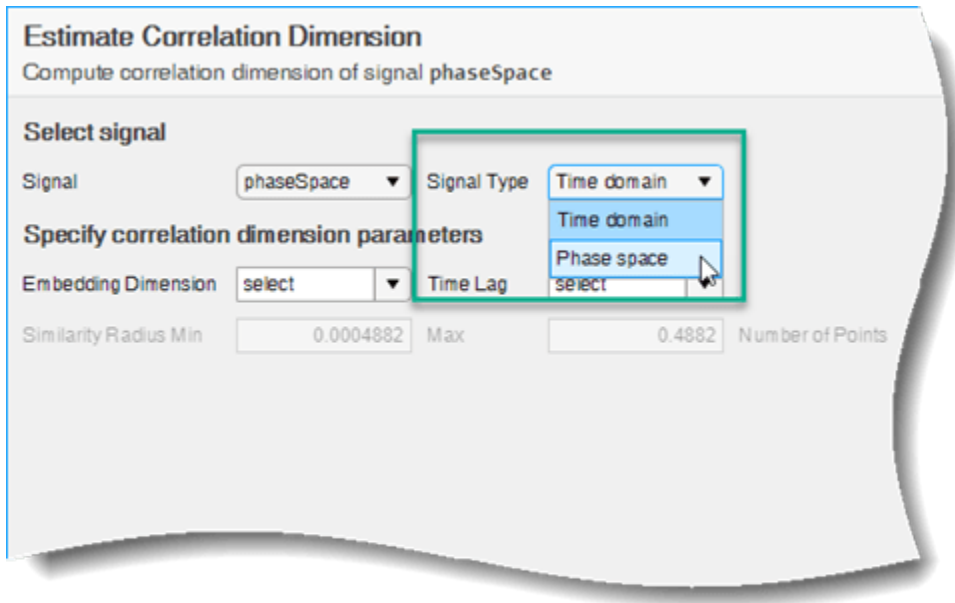 Estimate Correlation Dimension
Compute correlation dimension of signal phaseSpace
Select signal
Signal phaseSpace Signal Type Time domain
Time domain
Specify correlation dimension parameters
Phase space
Embedding Dimension select Time Lag select
Similarity Radius Min 0.0004882 Max 0.4882 Number of Points